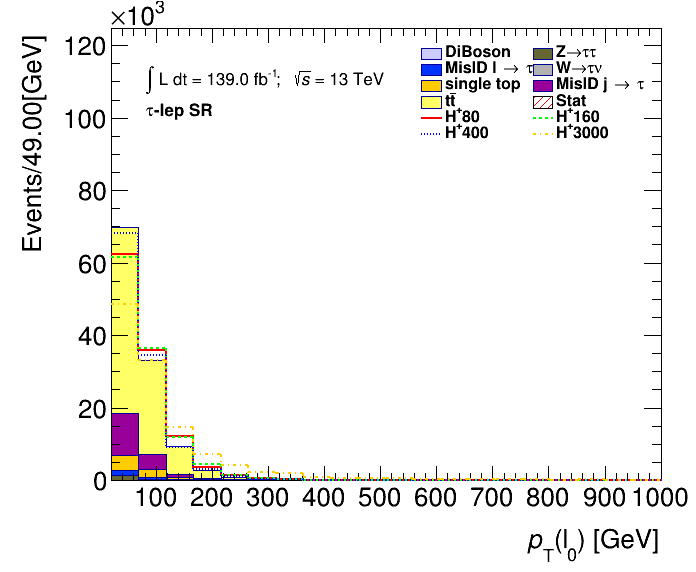 ×10³
Events/49.00[GeV]
120
100
80
60
40
20
0
∫ L dt = 139.0 fb⁻¹; √s = 13 TeV
τ-lep SR
DiBoson Z→ττ
MisID l → τ W→τν
single top MisID j → τ
tt̄ Stat
H⁺80 H⁺160
H⁺400 H⁺3000
100 200 300 400 500 600 700 800 900 1000
p_T(l₀) [GeV]